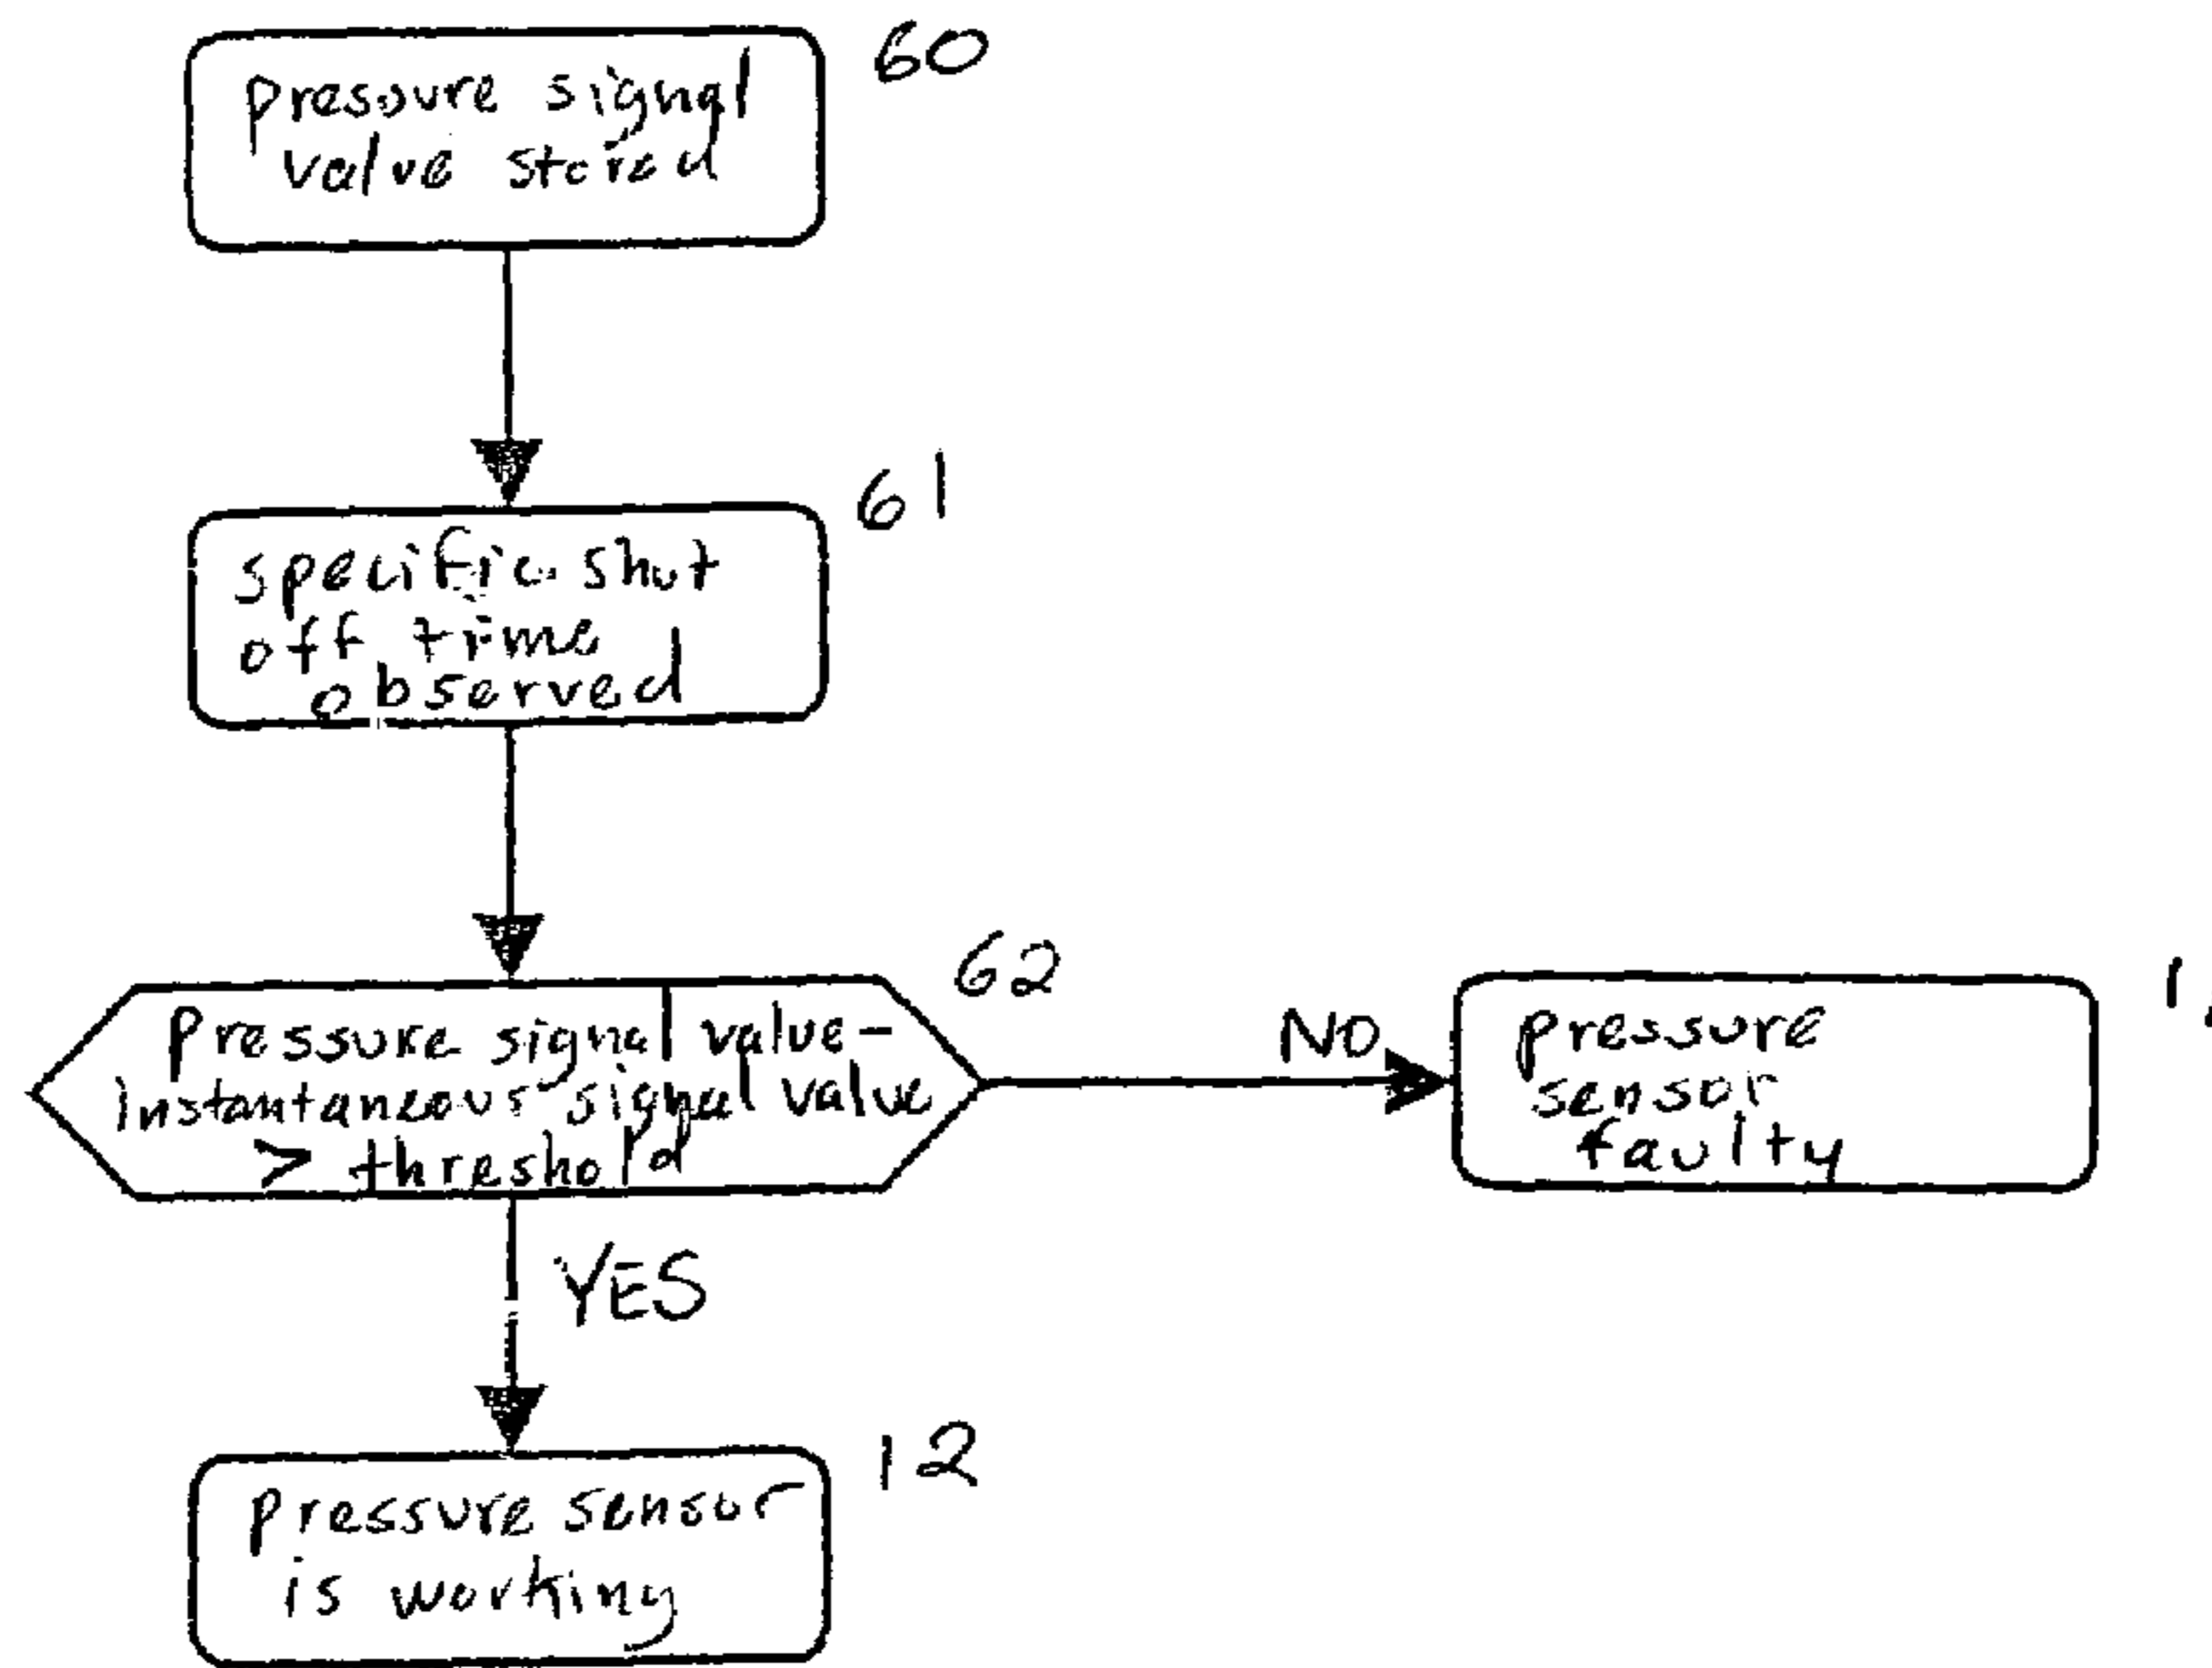 60
pressure signal
value stored
61
specific shut
off time
observed
62
Pressure signal value -
instantaneous signal value
> threshold
NO
pressure
sensor
faulty
YES
12
pressure sensor
is working